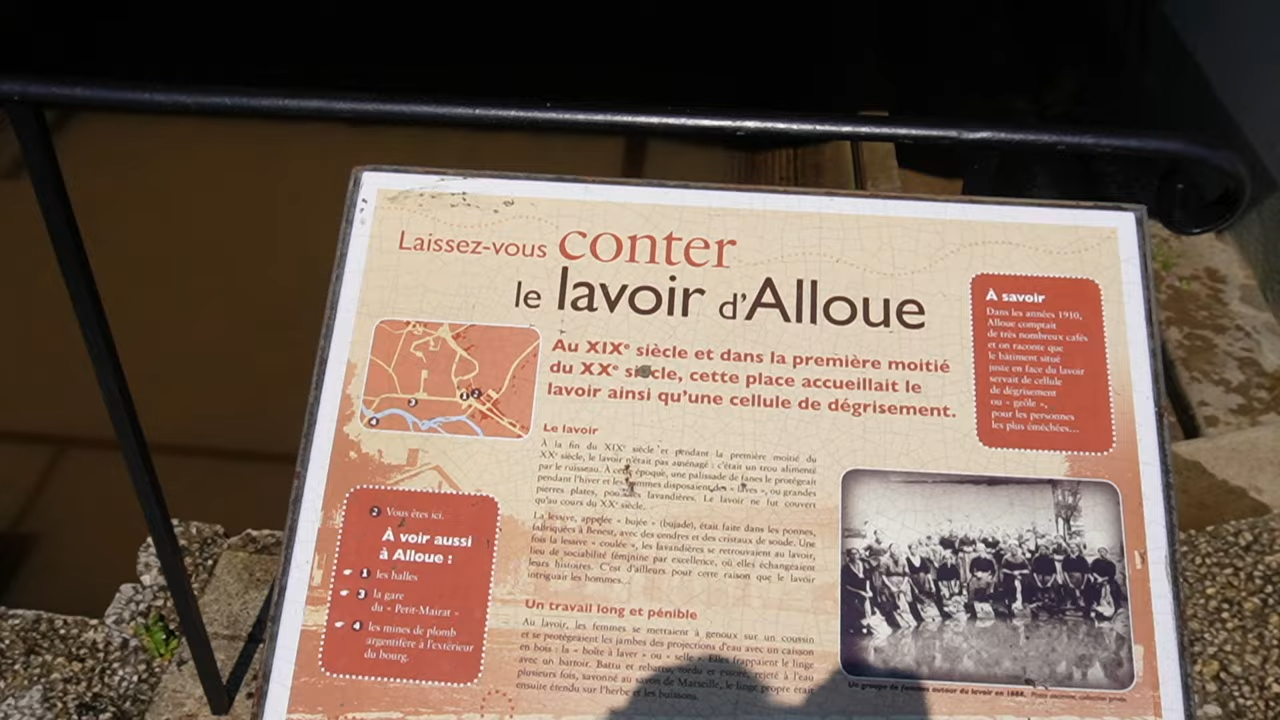 Laissez-vous conter
le lavoir d'Alloue
Au XIXe siècle et dans la première moitié
du XXe siècle, cette place accueillait le
lavoir ainsi qu'une cellule de dégrisement.
À savoir
Dans les années 1910,
Alloue comptait
de très nombreux cafés
et on raconte que
le bâtiment situé
juste en face du lavoir
servait de cellule
de dégrisement
ou « geôle »,
pour les personnes
les plus éméchées...
1 2
3
4
2 Vous êtes ici.
À voir aussi
à Alloue :
1 les halles
3 la gare
du « Petit-Mairat »
4 les mines de plomb
argentifère à l'extérieur
du bourg.
Le lavoir
À la fin du XIXe siècle et pendant la première moitié du
XXe siècle, le lavoir n'était pas aménagé : c'était un trou alimenté
par le ruisseau. À cette époque, une palissade de fanes le protégeait
pendant l'hiver et les femmes disposaient des « laves », ou grandes
pierres plates, pour les lavandières. Le lavoir ne fut couvert
qu'au cours du XXe siècle.
La lessive, appelée « bujée » (bujade), était faite dans les ponnes,
fabriquées à Benest, avec des cendres et des cristaux de soude. Une
fois la lessive « coulée », les lavandières se retrouvaient au lavoir,
lieu de sociabilité féminine par excellence, où elles échangeaient
leurs histoires. C'est d'ailleurs pour cette raison que le lavoir
intriguait les hommes...
Un travail long et pénible
Au lavoir, les femmes se mettaient à genoux sur un coussin
et se protégeaient les jambes des projections d'eau avec un caisson
en bois : la « boîte à laver » ou « selle ». Elles frappaient le linge
avec un battoir. Battu et rebattu, tordu et essoré, rejeté à l'eau
plusieurs fois, savonné au savon de Marseille, le linge propre était
ensuite étendu sur l'herbe et les buissons.
Un groupe de femmes autour du lavoir en 1884.